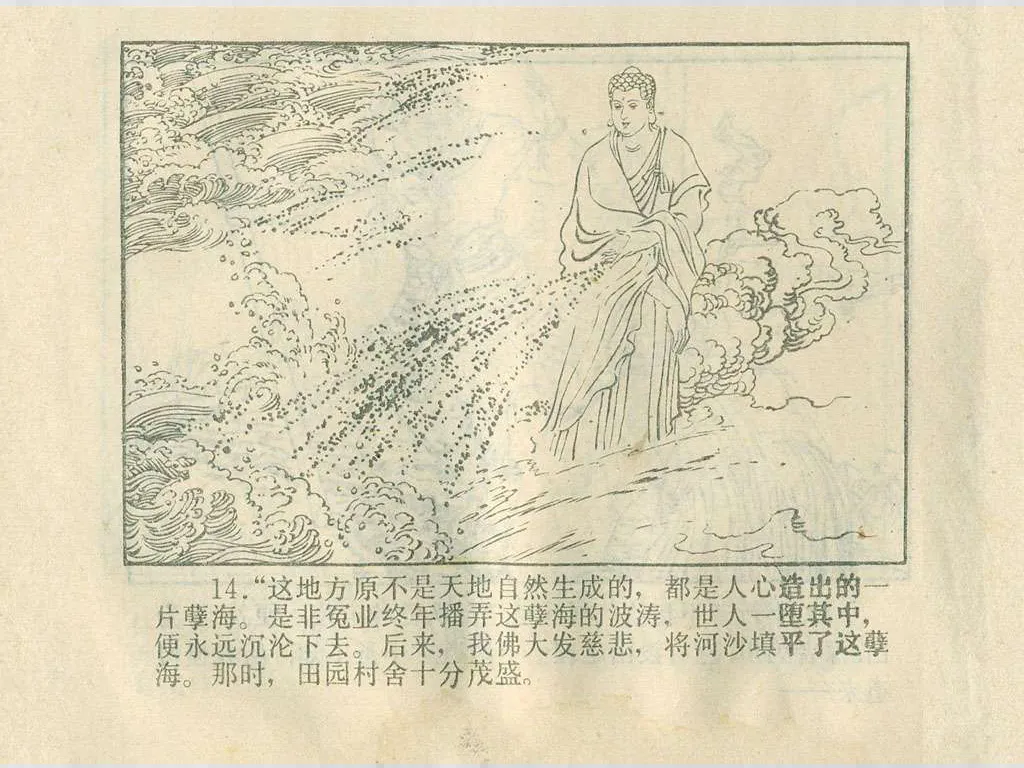 14.“这地方原不是天地自然生成的，都是人心造出的一
片孽海。是非冤业终年播弄这孽海的波涛，世人一堕其中，
便永远沉沦下去。后来，我佛大发慈悲，将河沙填平了这孽
海。那时，田园村舍十分茂盛。